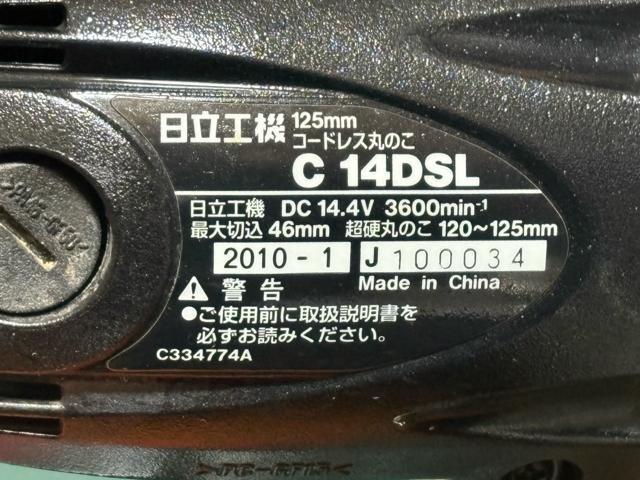 日立工機 125mm
コードレス丸のこ
C 14DSL
日立工機 DC 14.4V 3600min-1
最大切込 46mm 超硬丸のこ 120～125mm
2010-1 J 100034
Made in China
⚠ 警告
●ご使用前に取扱説明書を
必ずお読みください。
C334774A